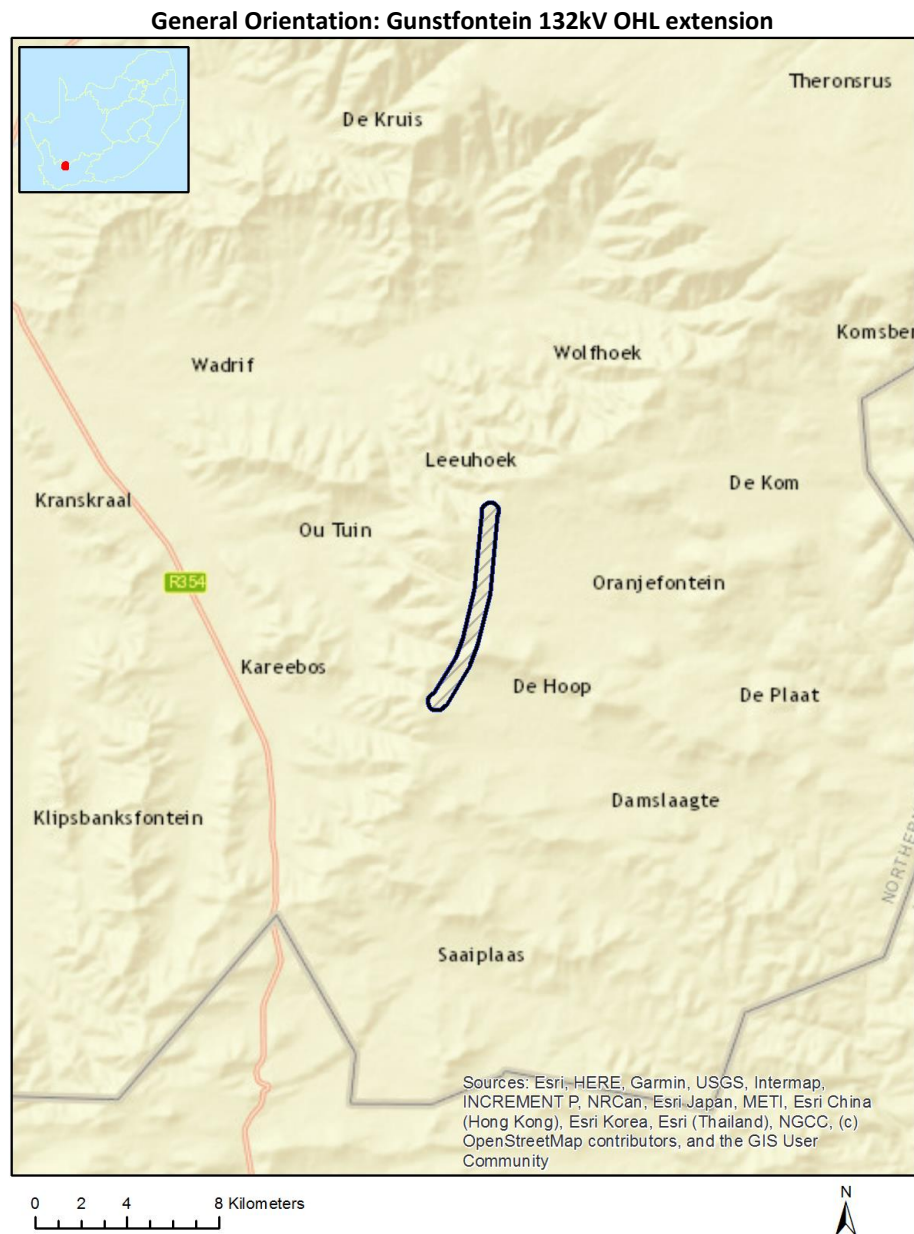 General Orientation: Gunstfontein 132kV OHL extension
Theronsrus
De Kruis
Komsber
Wolfhoek
Wadrif
Leeuhoek
De Kom
Kranskraal
Ou Tuin
R354
Oranjefontein
Kareebos
De Hoop
De Plaat
Damslaagte
Klipsbanksfontein
NORTHERN
Saaiplaas
Sources: Esri, HERE, Garmin, USGS, Intermap,
INCREMENT P, NRCan, Esri Japan, METI, Esri China
(Hong Kong), Esri Korea, Esri (Thailand), NGCC, (c)
OpenStreetMap contributors, and the GIS User
Community
0 2 4 8 Kilometers
N